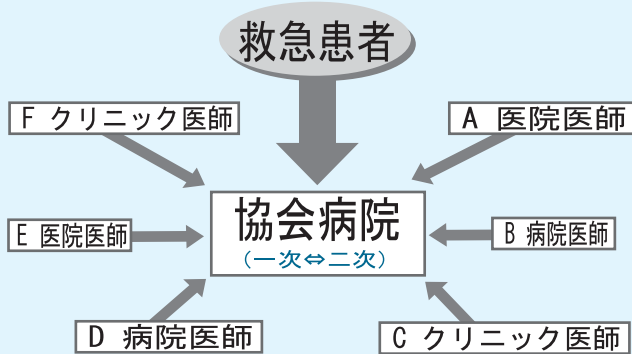 救急患者
F クリニック医師
A 医院医師
協会病院
(一次⇔二次)
E 医院医師
B 病院医師
D 病院医師
C クリニック医師